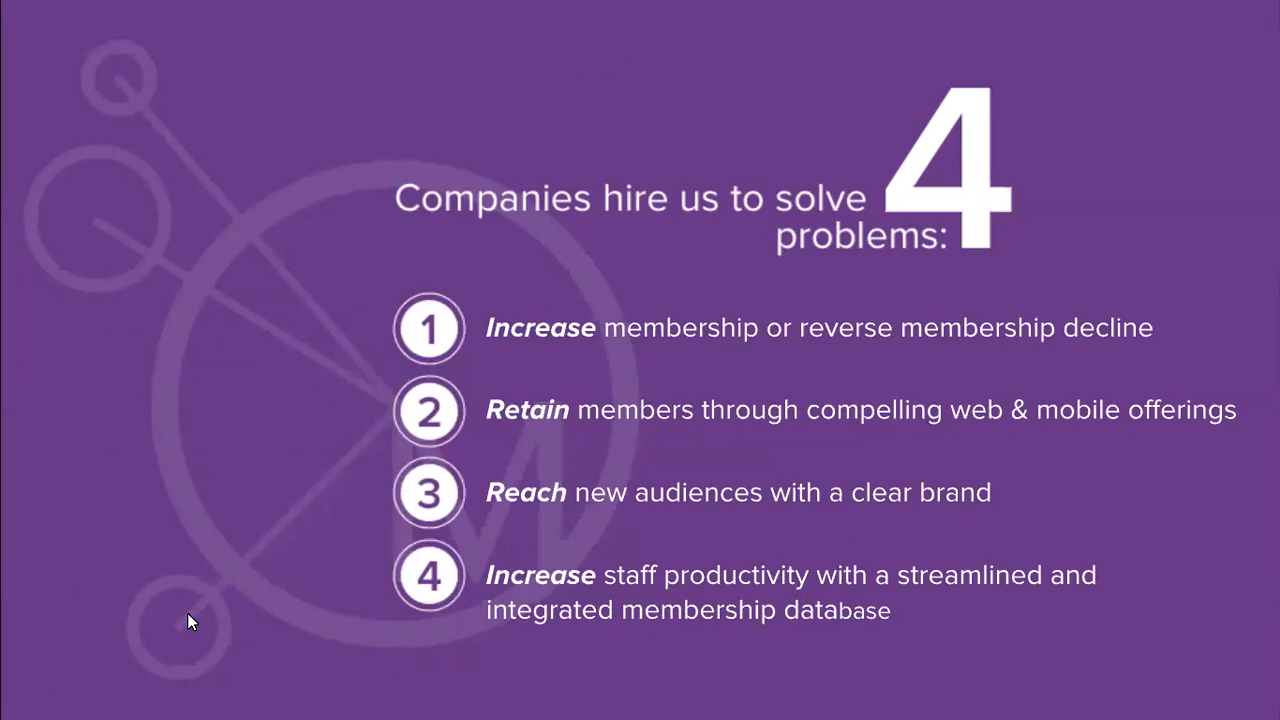 Companies hire us to solve 4
problems:
1 Increase membership or reverse membership decline
2 Retain members through compelling web & mobile offerings
3 Reach new audiences with a clear brand
4 Increase staff productivity with a streamlined and
integrated membership database
M